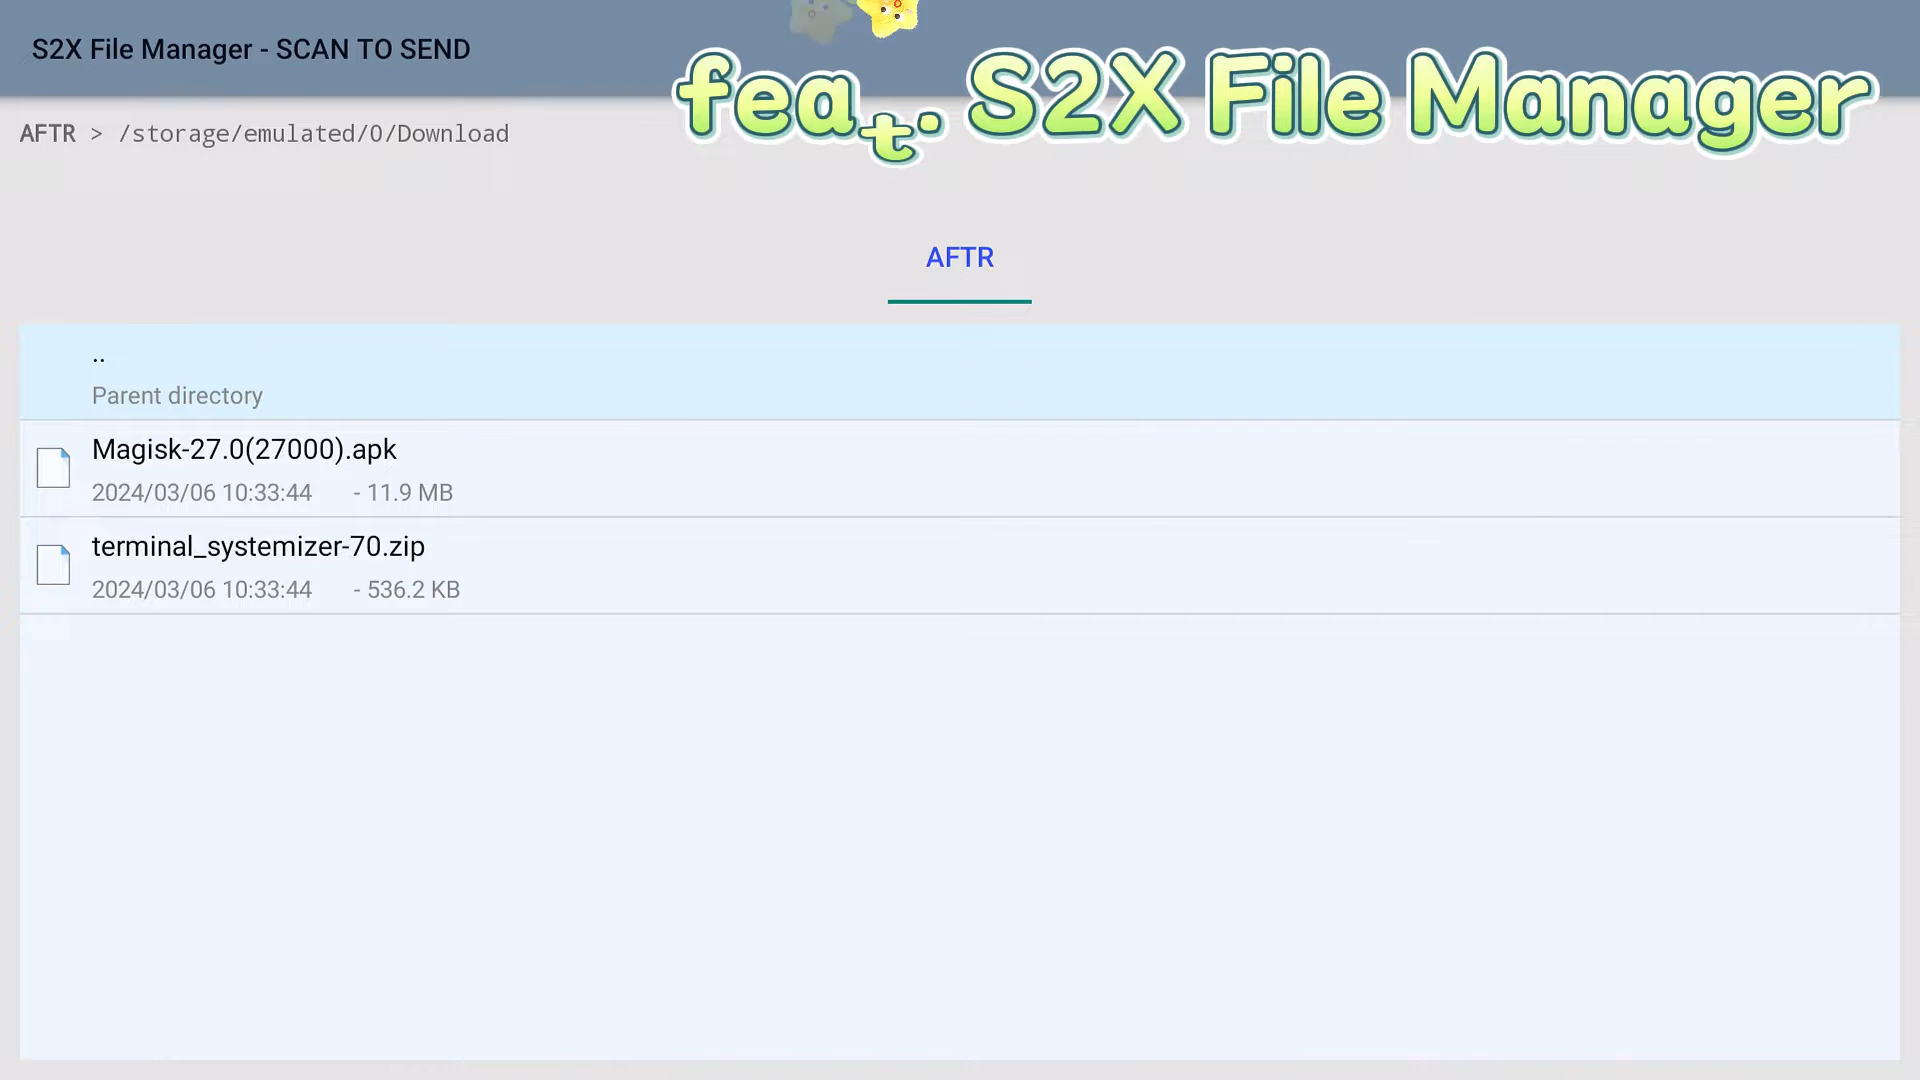 S2X File Manager - SCAN TO SEND
feat. S2X File Manager
AFTR > /storage/emulated/0/Download
AFTR
..
Parent directory
Magisk-27.0(27000).apk
2024/03/06 10:33:44 - 11.9 MB
terminal_systemizer-70.zip
2024/03/06 10:33:44 - 536.2 KB